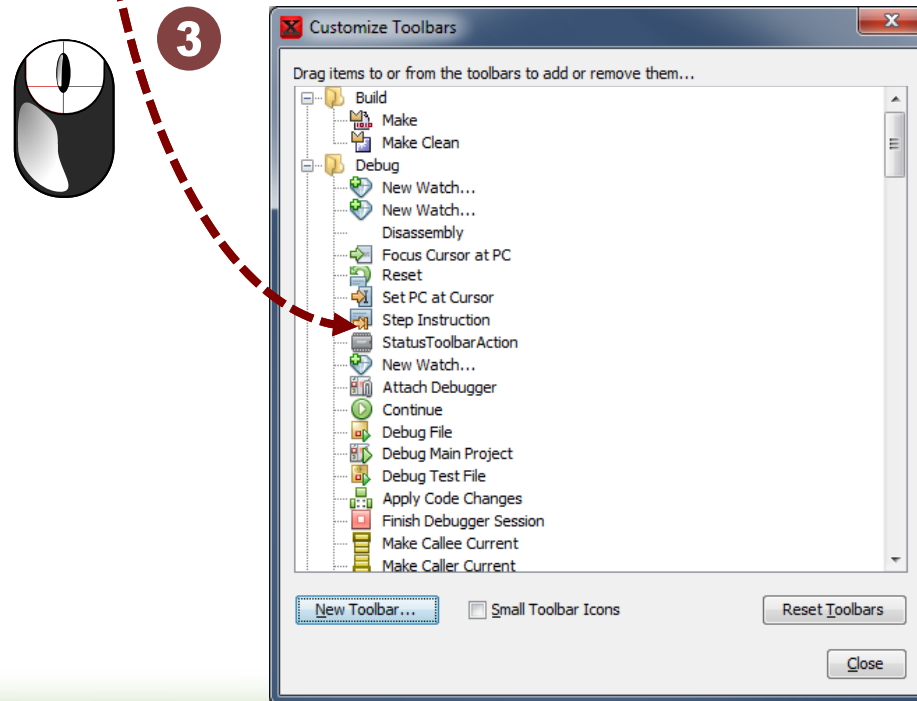 3
Customize Toolbars
Drag items to or from the toolbars to add or remove them...
Build
Make
Make Clean
Debug
New Watch...
New Watch...
Disassembly
Focus Cursor at PC
Reset
Set PC at Cursor
Step Instruction
StatusToolbarAction
New Watch...
Attach Debugger
Continue
Debug File
Debug Main Project
Debug Test File
Apply Code Changes
Finish Debugger Session
Make Callee Current
Make Caller Current
New Toolbar... Small Toolbar Icons Reset Toolbars
Close